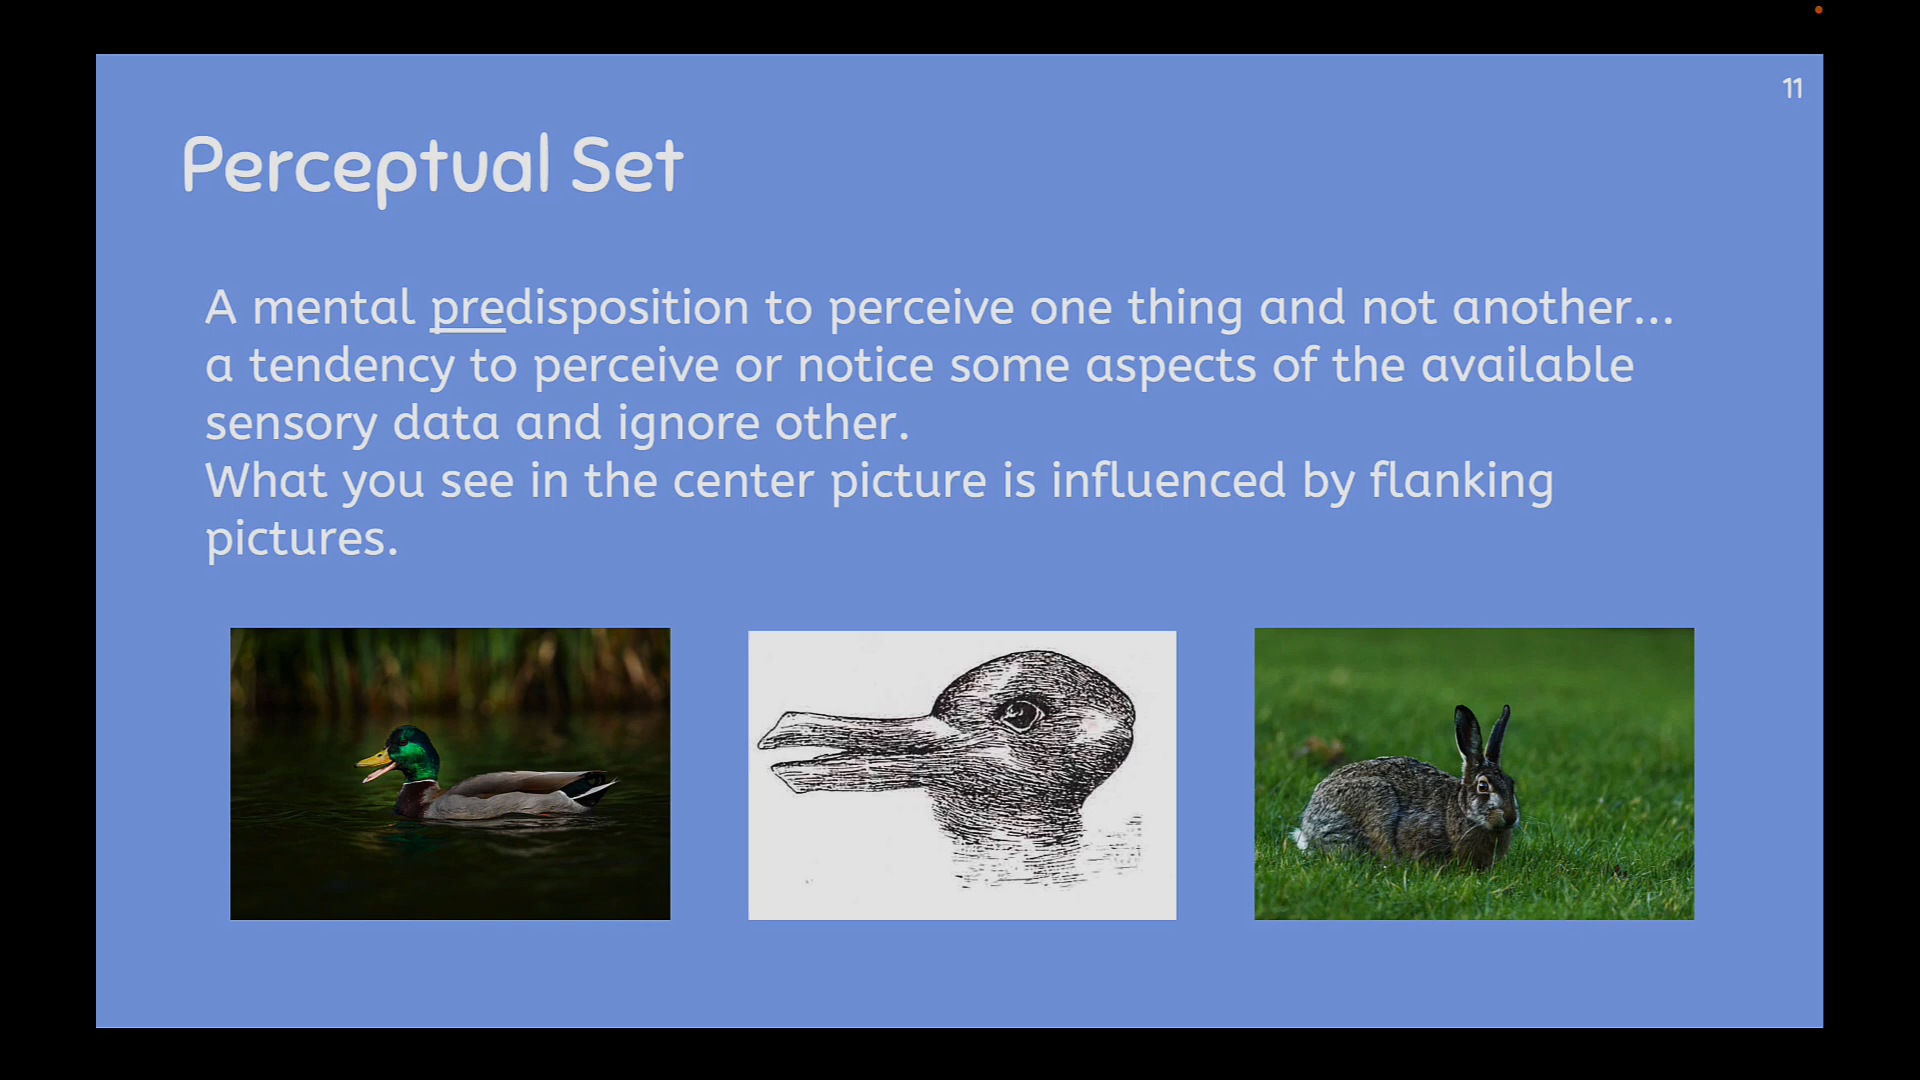 11
Perceptual Set
A mental predisposition to perceive one thing and not another...
a tendency to perceive or notice some aspects of the available
sensory data and ignore other.
What you see in the center picture is influenced by flanking
pictures.